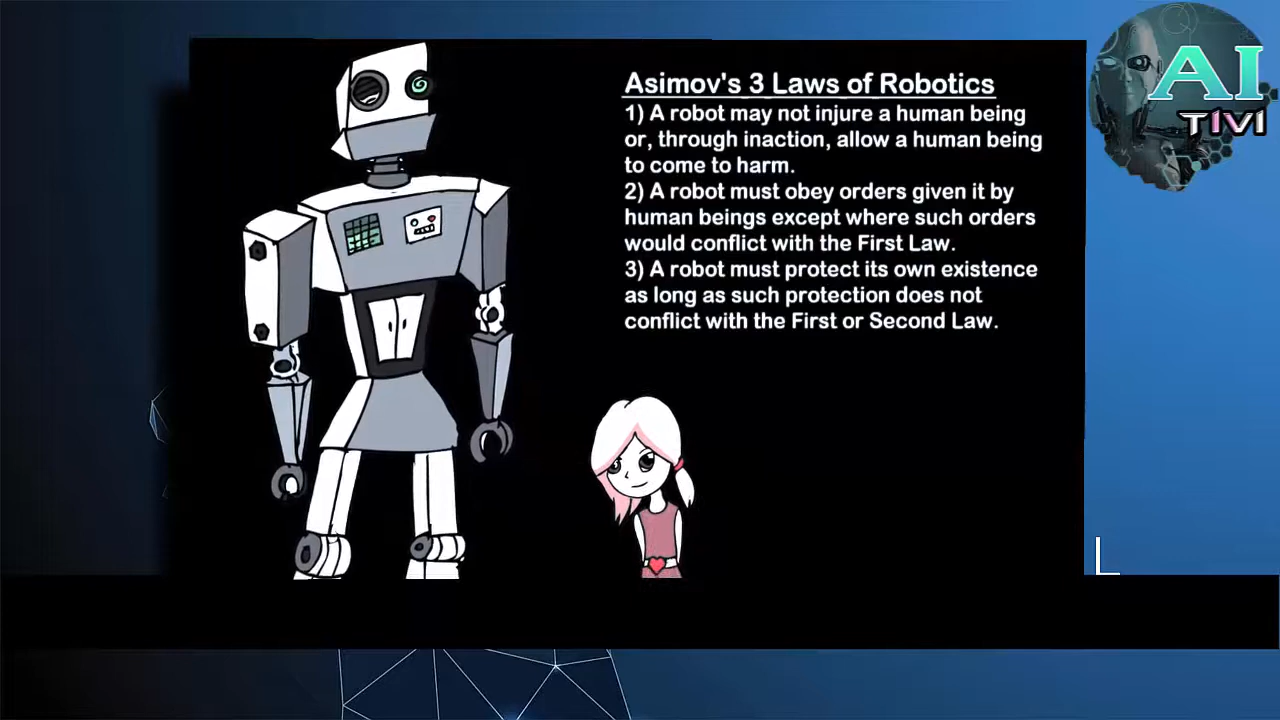 Asimov's 3 Laws of Robotics
1) A robot may not injure a human being
or, through inaction, allow a human being
to come to harm.
2) A robot must obey orders given it by
human beings except where such orders
would conflict with the First Law.
3) A robot must protect its own existence
as long as such protection does not
conflict with the First or Second Law.
AI
TIVI
L